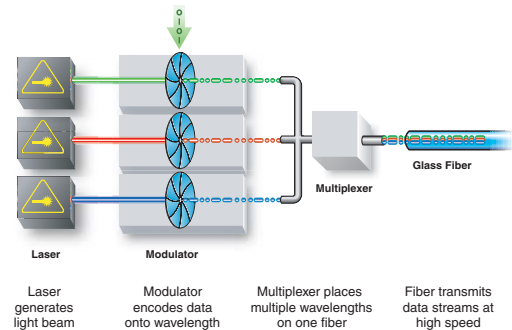 0101
Laser
Modulator
Multiplexer
Glass Fiber
Laser
generates
light beam
Modulator
encodes data
onto wavelength
Multiplexer places
multiple wavelengths
on one fiber
Fiber transmits
data streams at
high speed